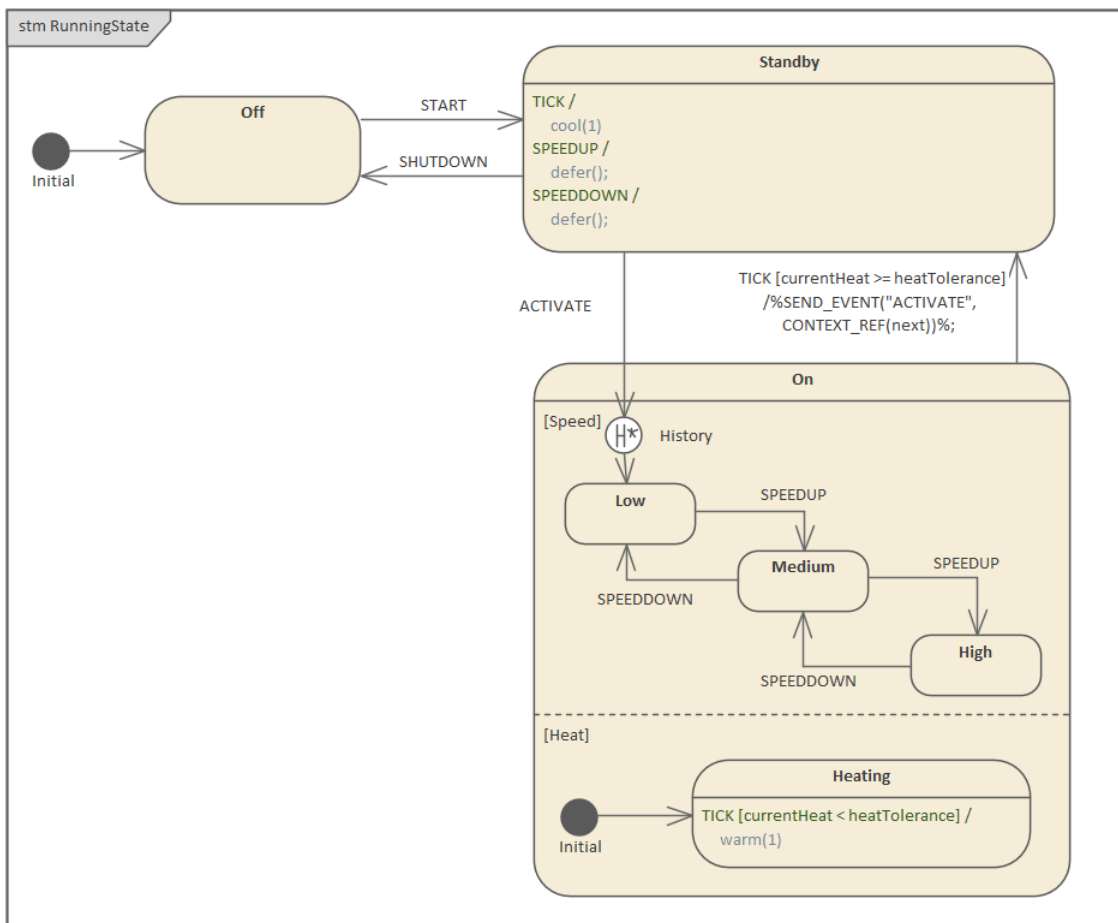 stm RunningState
Initial
Off
START
SHUTDOWN
Standby
TICK /
cool(1)
SPEEDUP /
defer();
SPEEDDOWN /
defer();
ACTIVATE
TICK [currentHeat >= heatTolerance]
/%SEND_EVENT("ACTIVATE",
CONTEXT_REF(next))%;
On
[Speed]
H*
History
Low
SPEEDUP
Medium
SPEEDUP
SPEEDDOWN
High
SPEEDDOWN
[Heat]
Initial
Heating
TICK [currentHeat < heatTolerance] /
warm(1)